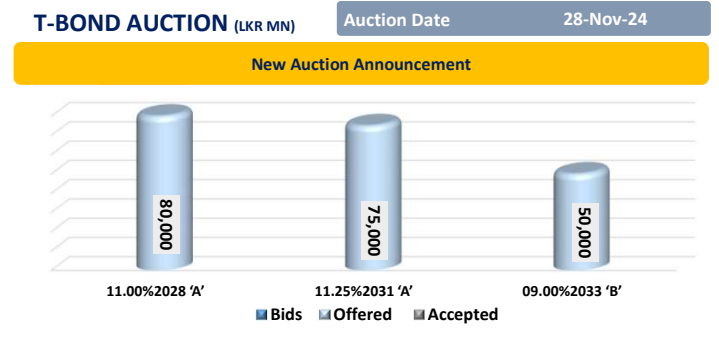 T-BOND AUCTION (LKR MN)
Auction Date 28-Nov-24
New Auction Announcement
80,000
75,000
50,000
11.00%2028 ‘A’ 11.25%2031 ‘A’ 09.00%2033 ‘B’
Bids Offered Accepted